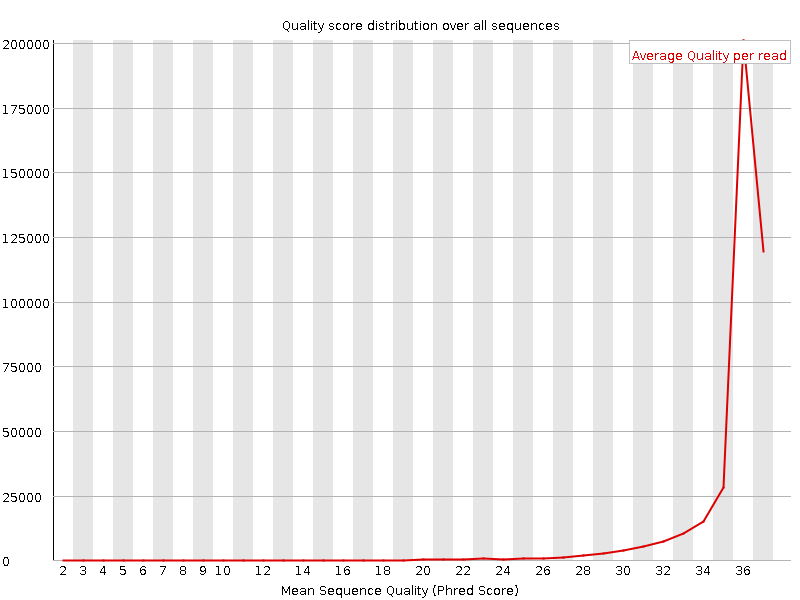 Quality score distribution over all sequences
Average Quality per read
200000
175000
150000
125000
100000
75000
50000
25000
0
2 3 4 5 6 7 8 9 10 12 14 16 18 20 22 24 26 28 30 32 34 36
Mean Sequence Quality (Phred Score)